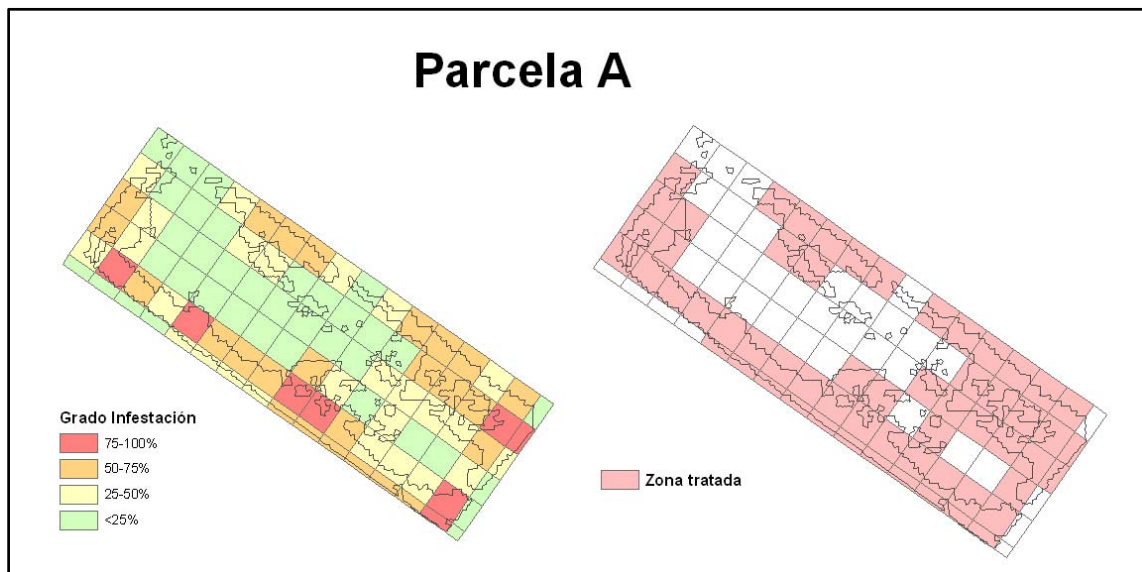 Parcela A
Grado Infestación
75-100%
50-75%
25-50%
<25%
Zona tratada